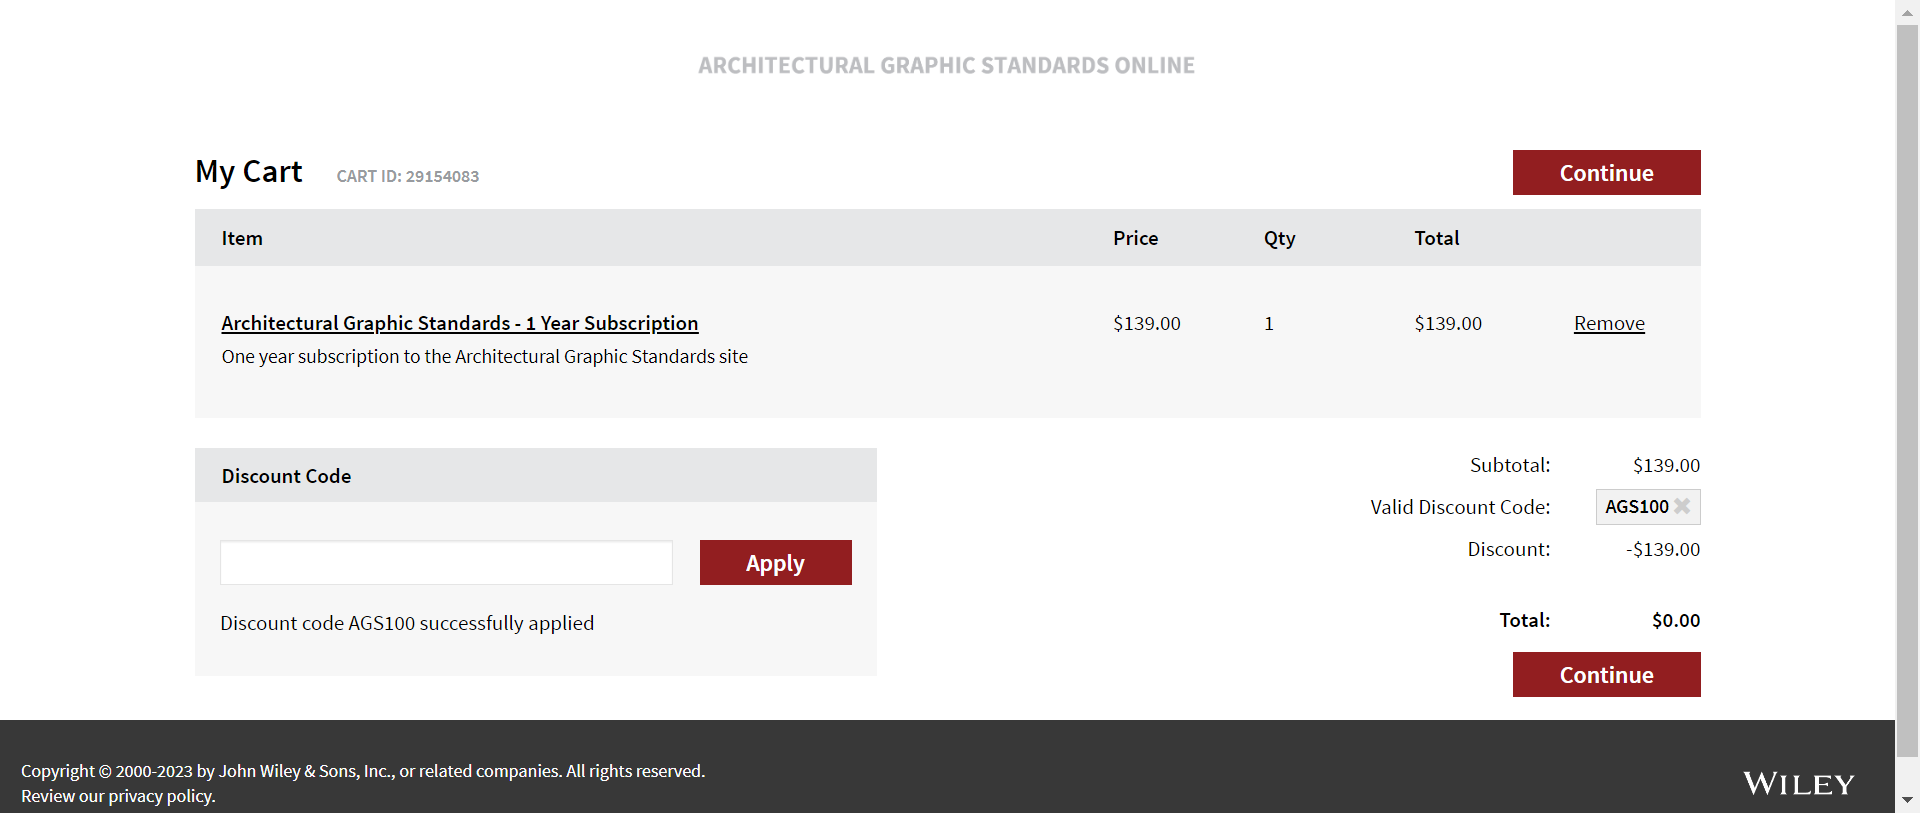 ARCHITECTURAL GRAPHIC STANDARDS ONLINE
My Cart CART ID: 29154083
Continue
Item Price Qty Total
Architectural Graphic Standards - 1 Year Subscription $139.00 1 $139.00 Remove
One year subscription to the Architectural Graphic Standards site
Discount Code
Apply
Discount code AGS100 successfully applied
Subtotal: $139.00
Valid Discount Code: AGS100
Discount: -$139.00
Total: $0.00
Continue
Copyright © 2000-2023 by John Wiley & Sons, Inc., or related companies. All rights reserved.
Review our privacy policy.
WILEY